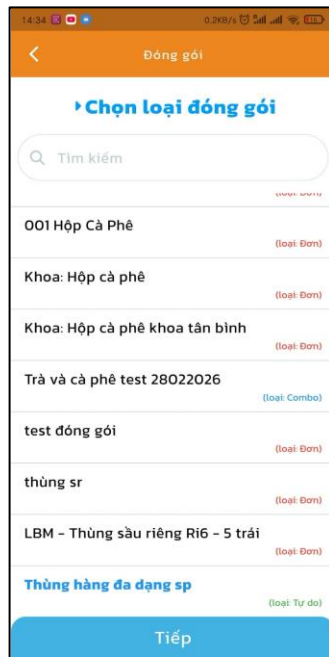 14:34 0.2KB/s
Đóng gói
Chọn loại đóng gói
Tìm kiếm
(loại: Đơn)
001 Hộp Cà Phê
(loại: Đơn)
Khoa: Hộp cà phê
(loại: Đơn)
Khoa: Hộp cà phê khoa tân bình
(loại: Đơn)
Trà và cà phê test 28022026
(loại: Combo)
test đóng gói
(loại: Đơn)
thùng sr
(loại: Đơn)
LBM - Thùng sầu riêng Ri6 - 5 trái
(loại: Đơn)
Thùng hàng đa dạng sp
(loại: Tự do)
Tiếp